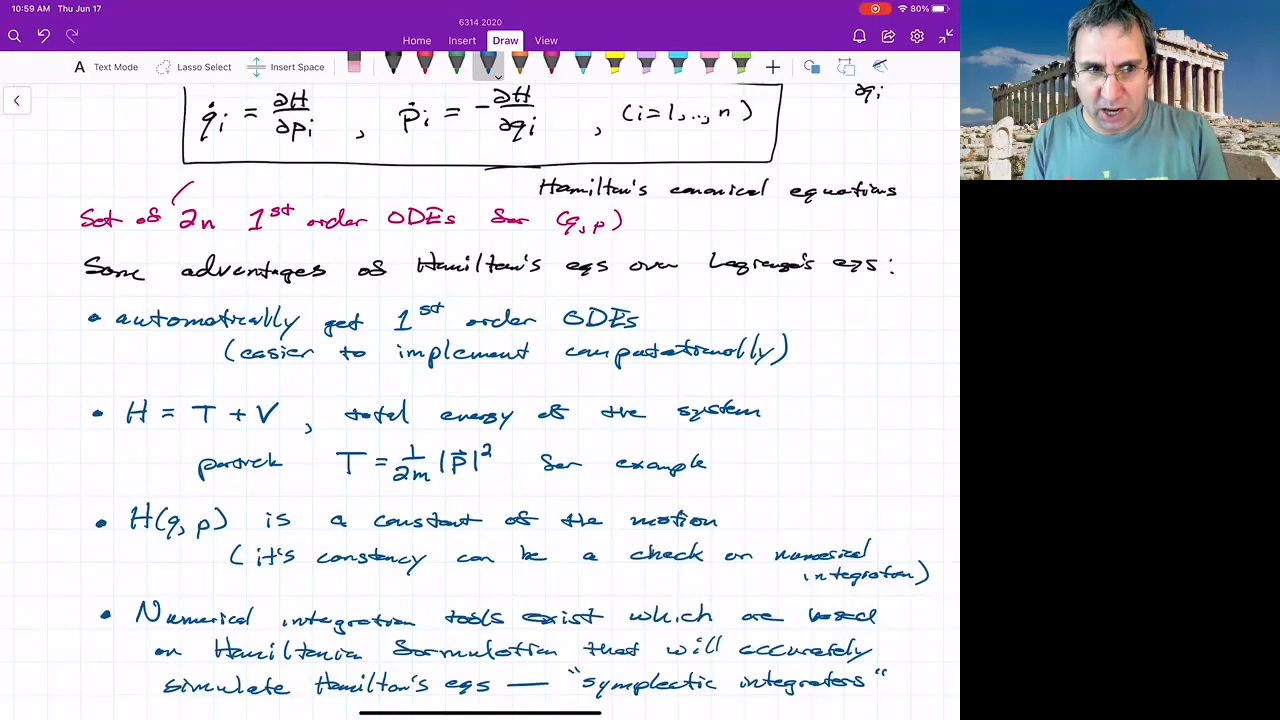 10:59 AM Thu Jun 17
80%
6314 2020
Home Insert Draw View
Text Mode Lasso Select Insert Space
q̇i = ∂H/∂pi , ṗi = -∂H/∂qi , (i=1,..,n)
∂qi
Hamilton's canonical equations
Set of 2n 1st order ODEs for (q,p)
Some advantages of Hamilton's eqs over Lagrange's eqs:
• automatically get 1st order ODEs
(easier to implement computationally)
• H = T + V , total energy of the system
T = 1/2m |p⃗|² for example
• H(q,p) is a constant of the motion
(it's constancy can be a check on numerical
integration)
• Numerical integration tools exist which are based
on Hamiltonia formulation that will accurately
simulate Hamilton's eqs — "symplectic integrators"